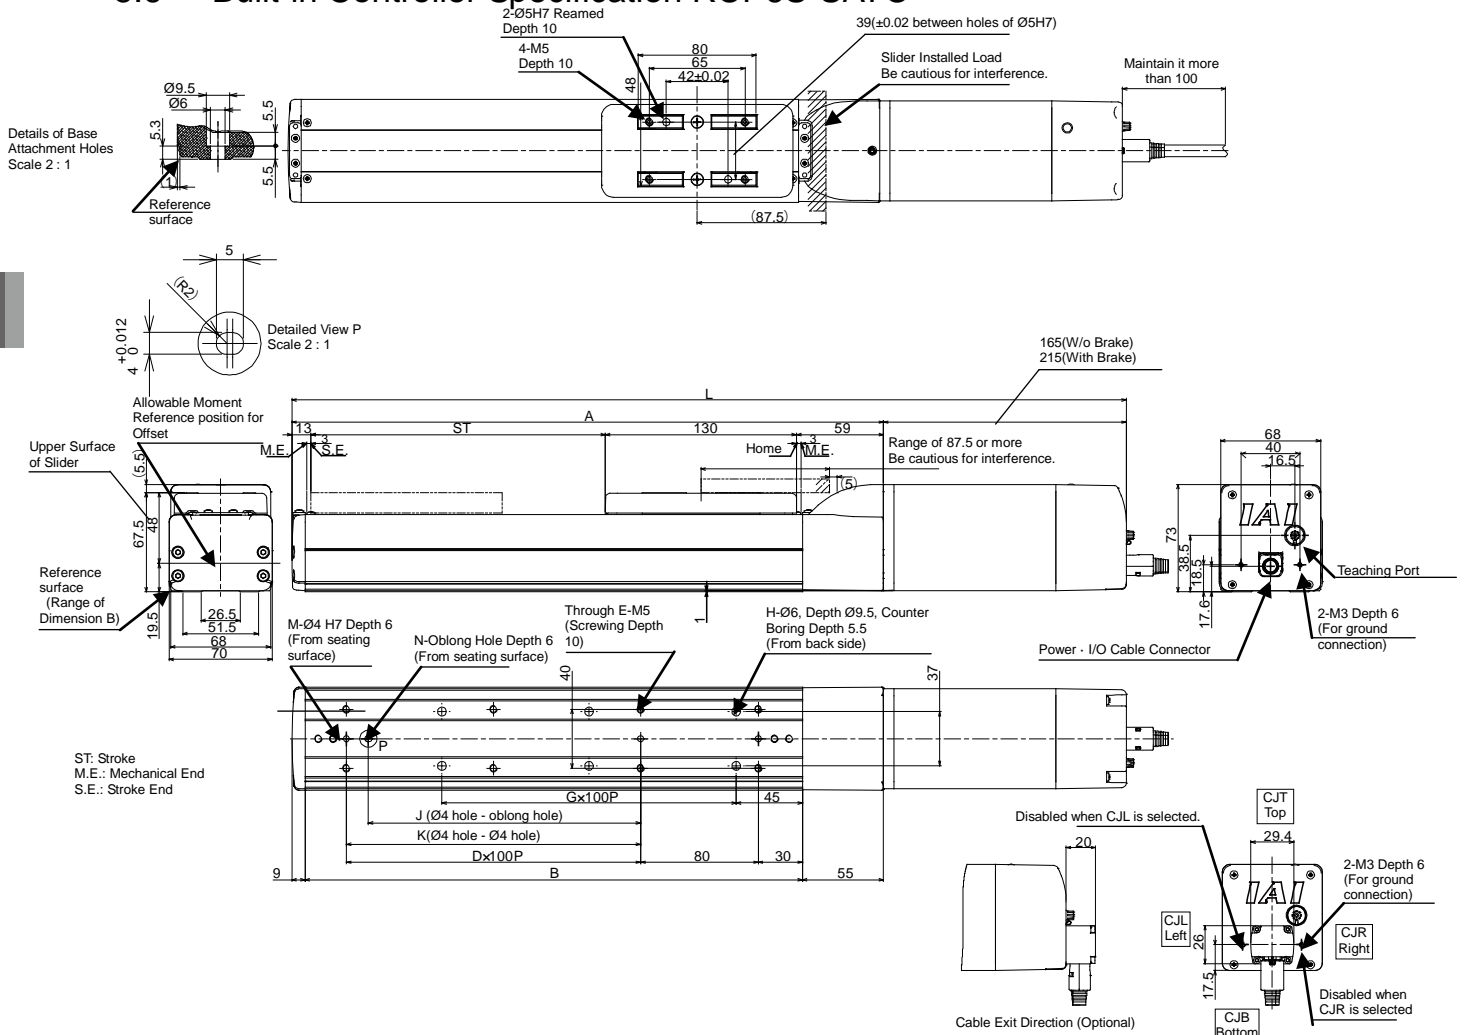 2-Ø5H7 Reamed
Depth 10
4-M5
Depth 10
39(±0.02 between holes of Ø5H7)
Slider Installed Load
Be cautious for interference.
Maintain it more
than 100
80
65
42±0.02
48
Ø9.5
Ø6
5.5
5.3
5.5
1
Details of Base
Attachment Holes
Scale 2 : 1
Reference
surface
(87.5)
5
(R2)
+0.012
4 0
Detailed View P
Scale 2 : 1
165(W/o Brake)
215(With Brake)
Allowable Moment
Reference position for
Offset
Upper Surface
of Slider
L
A
13
ST
130
59
3
M.E.
S.E.
Home
3
M.E.
Range of 87.5 or more
Be cautious for interference.
(5)
(5.5)
67.5
48
19.5
Reference
surface
(Range of
Dimension B)
26.5
51.5
68
70
1
68
40
16.5
IAI
73
38.5
18.5
17.6
Teaching Port
2-M3 Depth 6
(For ground
connection)
Power · I/O Cable Connector
M-Ø4 H7 Depth 6
(From seating
surface)
N-Oblong Hole Depth 6
(From seating surface)
Through E-M5
(Screwing Depth
10)
H-Ø6, Depth Ø9.5, Counter
Boring Depth 5.5
(From back side)
40
37
P
ST: Stroke
M.E.: Mechanical End
S.E.: Stroke End
Gx100P
45
J (Ø4 hole - oblong hole)
K(Ø4 hole - Ø4 hole)
Dx100P
80
30
9
B
55
Disabled when CJL is selected.
20
CJT
Top
29.4
2-M3 Depth 6
(For ground
connection)
IAI
CJL
Left
26
17.5
CJR
Right
Disabled when
CJR is selected
CJB
Bottom
Cable Exit Direction (Optional)